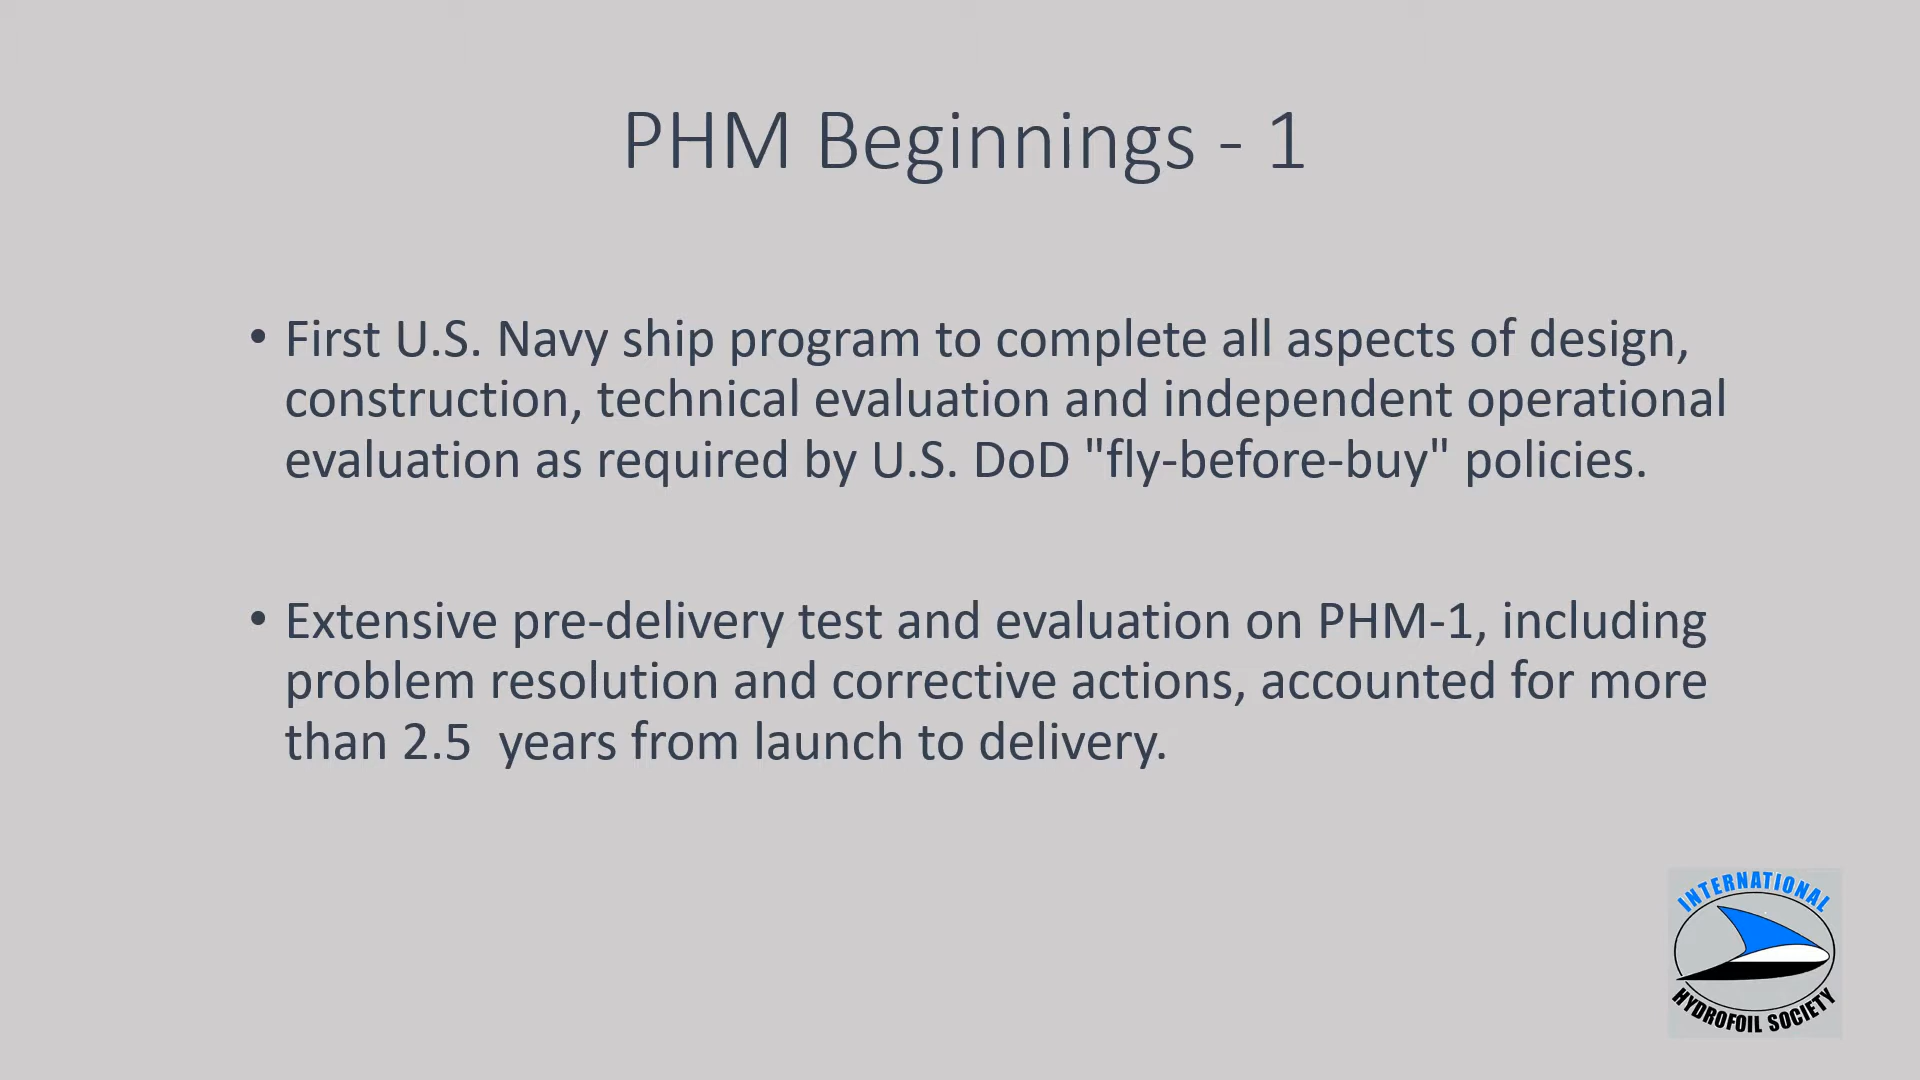 PHM Beginnings - 1
• First U.S. Navy ship program to complete all aspects of design,
construction, technical evaluation and independent operational
evaluation as required by U.S. DoD "fly-before-buy" policies.
• Extensive pre-delivery test and evaluation on PHM-1, including
problem resolution and corrective actions, accounted for more
than 2.5  years from launch to delivery.
INTERNATIONAL
HYDROFOIL SOCIETY